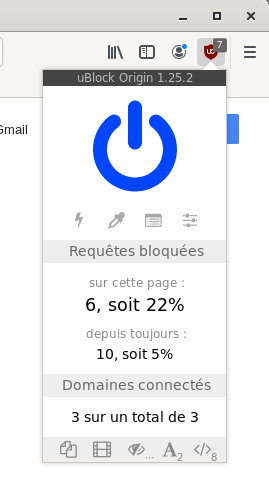 7
uBlock Origin 1.25.2
Gmail
Requêtes bloquées
sur cette page :
6, soit 22%
depuis toujours :
10, soit 5%
Domaines connectés
3 sur un total de 3
... A2 </>8